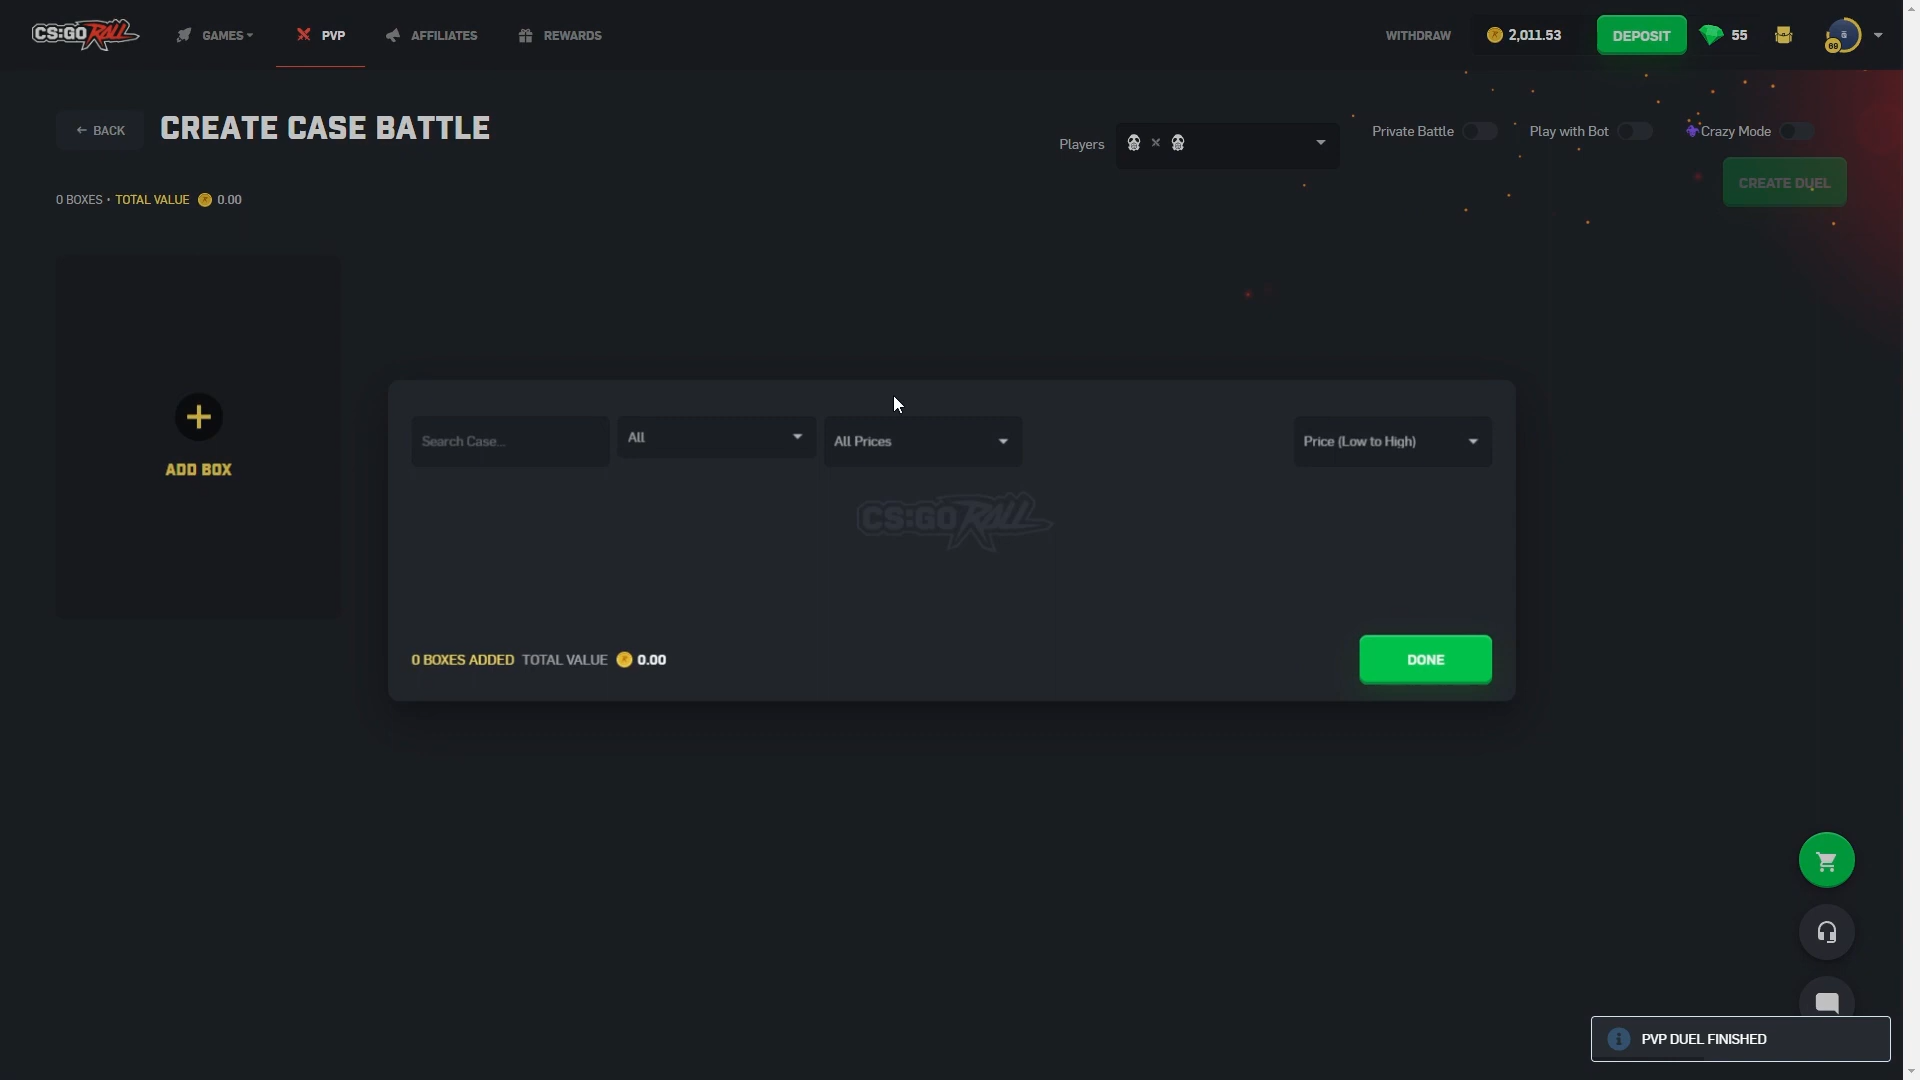 CS:GO ROLL GAMES PVP AFFILIATES REWARDS WITHDRAW 2,011.53 DEPOSIT 55
69
← BACK CREATE CASE BATTLE
Players Private Battle Play with Bot Crazy Mode
CREATE DUEL
0 BOXES • TOTAL VALUE 0.00
ADD BOX
Search Case... All All Prices Price (Low to High)
CS:GO ROLL
0 BOXES ADDED TOTAL VALUE 0.00 DONE
PVP DUEL FINISHED